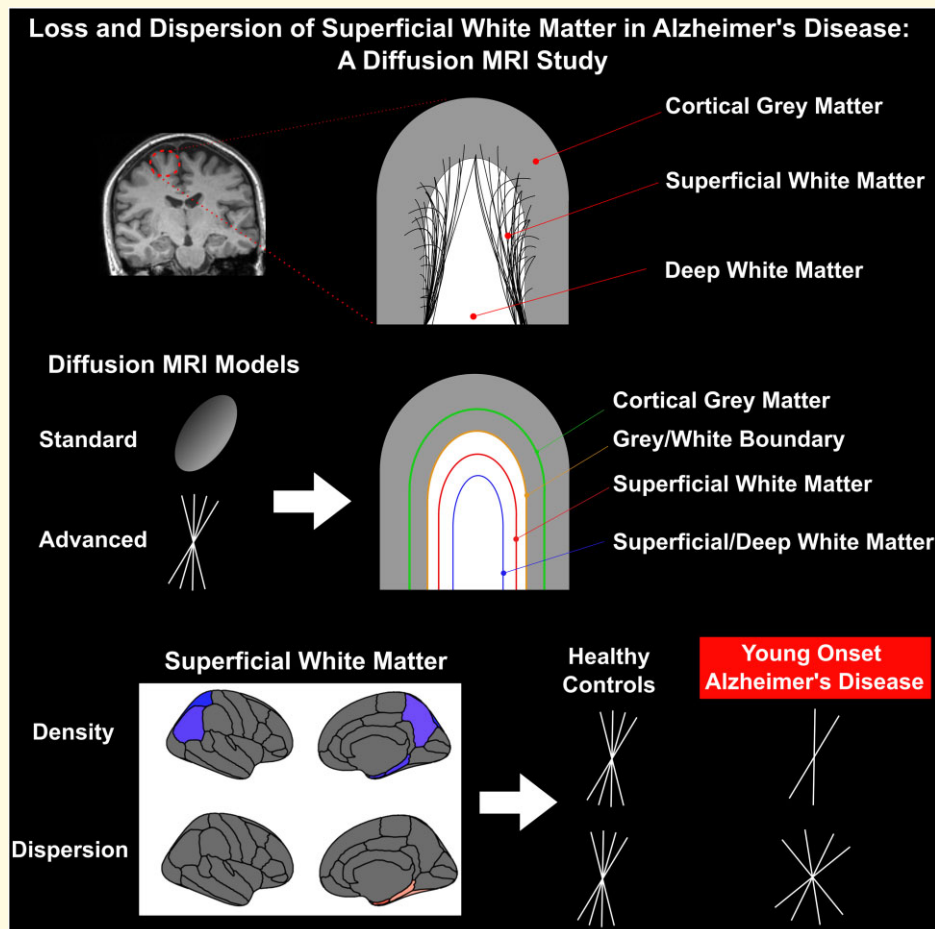 Loss and Dispersion of Superficial White Matter in Alzheimer's Disease:
A Diffusion MRI Study
Cortical Grey Matter
Superficial White Matter
Deep White Matter
Diffusion MRI Models
Standard
Advanced
Cortical Grey Matter
Grey/White Boundary
Superficial White Matter
Superficial/Deep White Matter
Superficial White Matter
Healthy
Controls
Young Onset
Alzheimer's Disease
Density
Dispersion